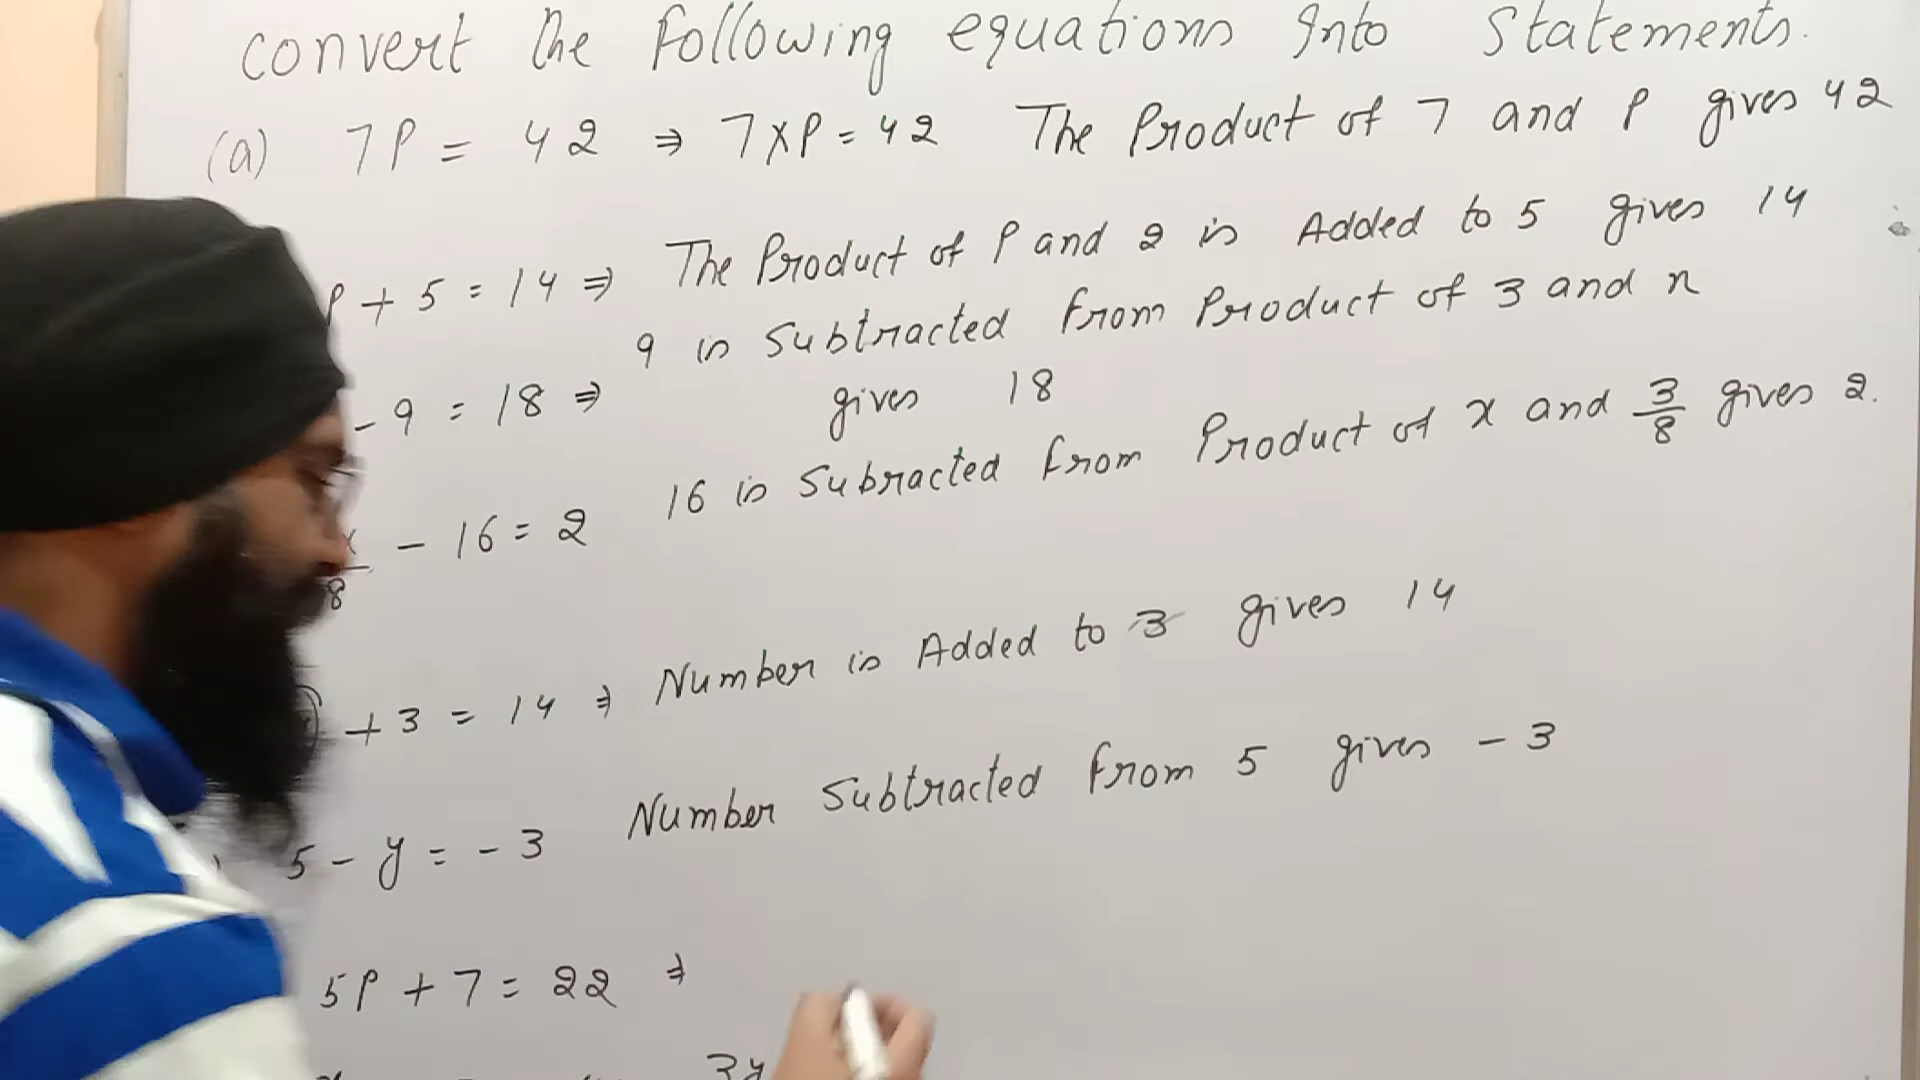 convert the following equations into Statements.
(a) 7P = 42 ⇒ 7×P = 42 The Product of 7 and P gives 42
P + 5 = 14 ⇒ The Product of P and 2 is Added to 5 gives 14
- 9 = 18 ⇒ 9 is Subtracted from Product of 3 and n
gives 18
x/8 - 16 = 2 16 is Subracted from Product of x and 3/8 gives 2.
+ 3 = 14 ⇒ Number is Added to 3 gives 14
5 - y = - 3 Number Subtracted from 5 gives - 3
5P + 7 = 22 ⇒
3y